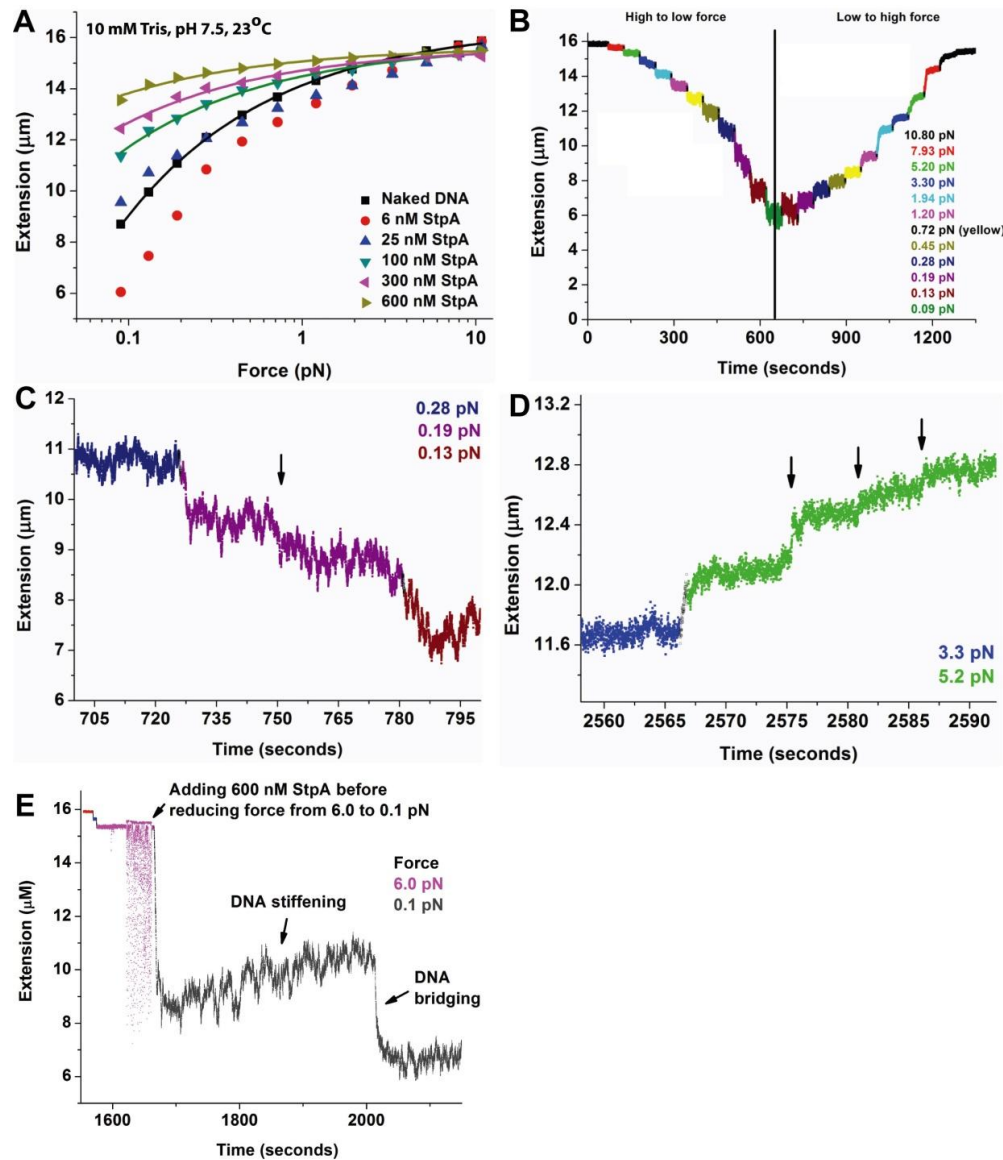 A
10 mM Tris, pH 7.5, 23°C
Extension (μm)
16
14
12
10
8
6
Naked DNA
6 nM StpA
25 nM StpA
100 nM StpA
300 nM StpA
600 nM StpA
0.1
1
10
Force (pN)
B
High to low force
Low to high force
Extension (μm)
16
14
12
10
8
6
4
2
0
10.80 pN
7.93 pN
5.20 pN
3.30 pN
1.94 pN
1.20 pN
0.72 pN (yellow)
0.45 pN
0.28 pN
0.19 pN
0.13 pN
0.09 pN
0
300
600
900
1200
Time (seconds)
C
Extension (μm)
12
11
10
9
8
7
6
0.28 pN
0.19 pN
0.13 pN
705
720
735
750
765
780
795
Time (seconds)
D
Extension (μm)
13.2
12.8
12.4
12.0
11.6
3.3 pN
5.2 pN
2560
2565
2570
2575
2580
2585
2590
Time (seconds)
E
Adding 600 nM StpA before
reducing force from 6.0 to 0.1 pN
Extension (μM)
16
14
12
10
8
6
Force
6.0 pN
0.1 pN
DNA stiffening
DNA
bridging
1600
1800
2000
Time (seconds)